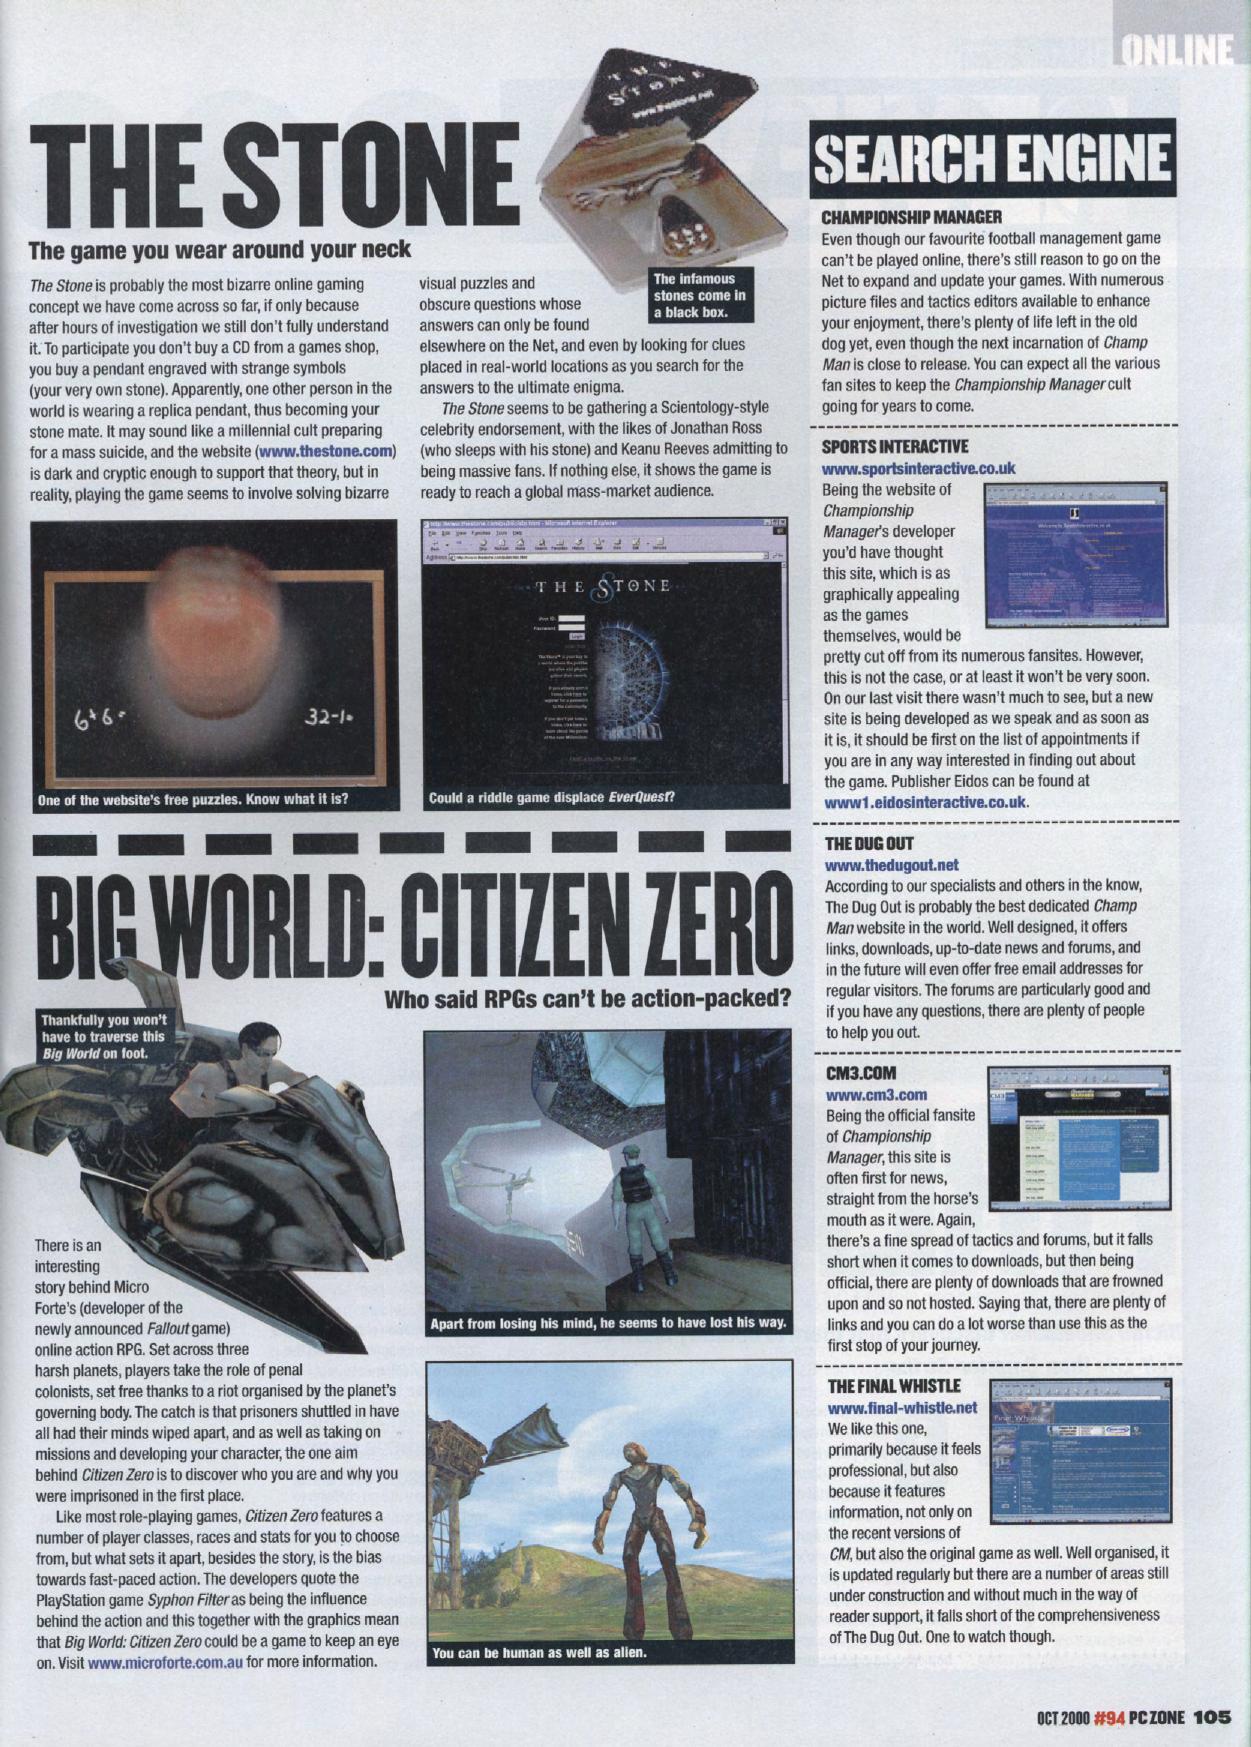 ONLINE
THE STONE
The game you wear around your neck
THE
STONE
www.thestone.net
The infamous
stones come in
a black box.
The Stone is probably the most bizarre online gaming
concept we have come across so far, if only because
after hours of investigation we still don't fully understand
it. To participate you don't buy a CD from a games shop,
you buy a pendant engraved with strange symbols
(your very own stone). Apparently, one other person in the
world is wearing a replica pendant, thus becoming your
stone mate. It may sound like a millennial cult preparing
for a mass suicide, and the website (www.thestone.com)
is dark and cryptic enough to support that theory, but in
reality, playing the game seems to involve solving bizarre
visual puzzles and
obscure questions whose
answers can only be found
elsewhere on the Net, and even by looking for clues
placed in real-world locations as you search for the
answers to the ultimate enigma.
The Stone seems to be gathering a Scientology-style
celebrity endorsement, with the likes of Jonathan Ross
(who sleeps with his stone) and Keanu Reeves admitting to
being massive fans. If nothing else, it shows the game is
ready to reach a global mass-market audience.
6+6=
32-1=
One of the website's free puzzles. Know what it is?
THE STONE
User ID:
Password:
Login
Could a riddle game displace EverQuest?
BIG WORLD: CITIZEN ZERO
Who said RPGs can't be action-packed?
Thankfully you won't
have to traverse this
Big World on foot.
There is an
interesting
story behind Micro
Forte's (developer of the
newly announced Fallout game)
online action RPG. Set across three
harsh planets, players take the role of penal
colonists, set free thanks to a riot organised by the planet's
governing body. The catch is that prisoners shuttled in have
all had their minds wiped apart, and as well as taking on
missions and developing your character, the one aim
behind Citizen Zero is to discover who you are and why you
were imprisoned in the first place.
Like most role-playing games, Citizen Zero features a
number of player classes, races and stats for you to choose
from, but what sets it apart, besides the story, is the bias
towards fast-paced action. The developers quote the
PlayStation game Syphon Filter as being the influence
behind the action and this together with the graphics mean
that Big World: Citizen Zero could be a game to keep an eye
on. Visit www.microforte.com.au for more information.
Apart from losing his mind, he seems to have lost his way.
You can be human as well as alien.
SEARCH ENGINE
CHAMPIONSHIP MANAGER
Even though our favourite football management game
can't be played online, there's still reason to go on the
Net to expand and update your games. With numerous
picture files and tactics editors available to enhance
your enjoyment, there's plenty of life left in the old
dog yet, even though the next incarnation of Champ
Man is close to release. You can expect all the various
fan sites to keep the Championship Manager cult
going for years to come.
SPORTS INTERACTIVE
www.sportsinteractive.co.uk
Being the website of
Championship
Manager's developer
you'd have thought
this site, which is as
graphically appealing
as the games
themselves, would be
pretty cut off from its numerous fansites. However,
this is not the case, or at least it won't be very soon.
On our last visit there wasn't much to see, but a new
site is being developed as we speak and as soon as
it is, it should be first on the list of appointments if
you are in any way interested in finding out about
the game. Publisher Eidos can be found at
www1.eidosinteractive.co.uk.
THE DUG OUT
www.thedugout.net
According to our specialists and others in the know,
The Dug Out is probably the best dedicated Champ
Man website in the world. Well designed, it offers
links, downloads, up-to-date news and forums, and
in the future will even offer free email addresses for
regular visitors. The forums are particularly good and
if you have any questions, there are plenty of people
to help you out.
CM3.COM
www.cm3.com
Being the official fansite
of Championship
Manager, this site is
often first for news,
straight from the horse's
mouth as it were. Again,
there's a fine spread of tactics and forums, but it falls
short when it comes to downloads, but then being
official, there are plenty of downloads that are frowned
upon and so not hosted. Saying that, there are plenty of
links and you can do a lot worse than use this as the
first stop of your journey.
THE FINAL WHISTLE
www.final-whistle.net
We like this one,
primarily because it feels
professional, but also
because it features
information, not only on
the recent versions of
CM, but also the original game as well. Well organised, it
is updated regularly but there are a number of areas still
under construction and without much in the way of
reader support, it falls short of the comprehensiveness
of The Dug Out. One to watch though.
OCT 2000 #94 PC ZONE 105